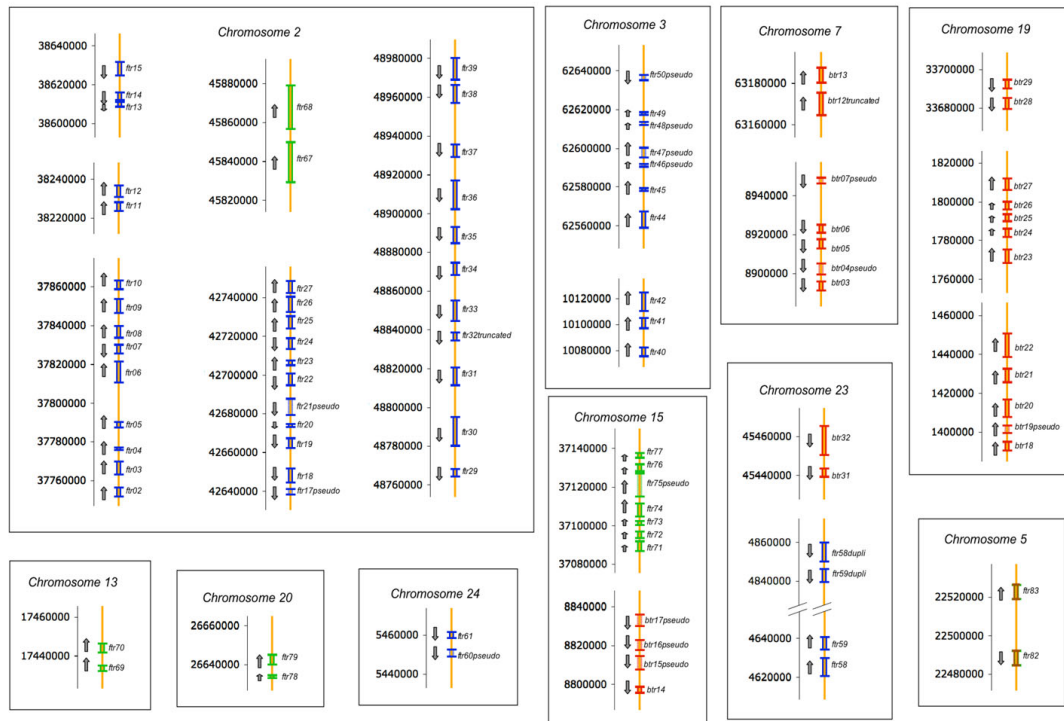 Chromosome 2
38640000
38620000
38600000
ftr15
ftr14
ftr13
38240000
38220000
ftr12
ftr11
37860000
37840000
37820000
37800000
37780000
37760000
ftr10
ftr09
ftr08
ftr07
ftr06
ftr05
ftr04
ftr03
ftr02
45880000
45860000
45840000
45820000
ftr68
ftr67
42740000
42720000
42700000
42680000
42660000
42640000
ftr27
ftr26
ftr25
ftr24
ftr23
ftr22
ftr21pseudo
ftr20
ftr19
ftr18
ftr17pseudo
48980000
48960000
48940000
48920000
48900000
48880000
48860000
48840000
48820000
48800000
48780000
48760000
ftr39
ftr38
ftr37
ftr36
ftr35
ftr34
ftr33
ftr32truncated
ftr31
ftr30
ftr29
Chromosome 3
62640000
62620000
62600000
62580000
62560000
ftr50pseudo
ftr49
ftr48pseudo
ftr47pseudo
ftr46pseudo
ftr45
ftr44
10120000
10100000
10080000
ftr42
ftr41
ftr40
Chromosome 7
63180000
63160000
btr13
btr12truncated
8940000
8920000
8900000
btr07pseudo
btr06
btr05
btr04pseudo
btr03
Chromosome 19
33700000
33680000
btr29
btr28
1820000
1800000
1780000
1760000
btr27
btr26
btr25
btr24
btr23
1440000
1420000
1400000
btr22
btr21
btr20
btr19pseudo
btr18
Chromosome 13
17460000
17440000
ftr70
ftr69
Chromosome 20
26660000
26640000
ftr79
ftr78
Chromosome 24
5460000
5440000
ftr61
ftr60pseudo
Chromosome 15
37140000
37120000
37100000
37080000
ftr77
ftr76
ftr75pseudo
ftr74
ftr73
ftr72
ftr71
8840000
8820000
8800000
btr17pseudo
btr16pseudo
btr15pseudo
btr14
Chromosome 23
45460000
45440000
btr32
btr31
4860000
4840000
ftr58dupli
ftr59dupli
4640000
4620000
ftr59
ftr58
Chromosome 5
22520000
22500000
22480000
ftr83
ftr82